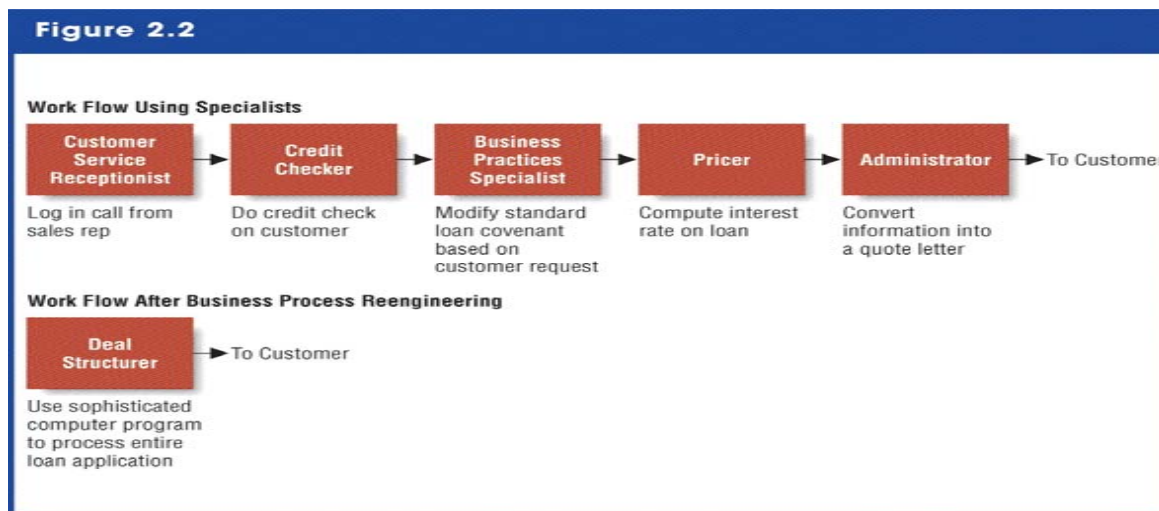 Figure 2.2
Work Flow Using Specialists
Customer
Service
Receptionist
Credit
Checker
Business
Practices
Specialist
Pricer
Administrator
To Customer
Log in call from
sales rep
Do credit check
on customer
Modify standard
loan covenant
based on
customer request
Compute interest
rate on loan
Convert
information into
a quote letter
Work Flow After Business Process Reengineering
Deal
Structurer
To Customer
Use sophisticated
computer program
to process entire
loan application